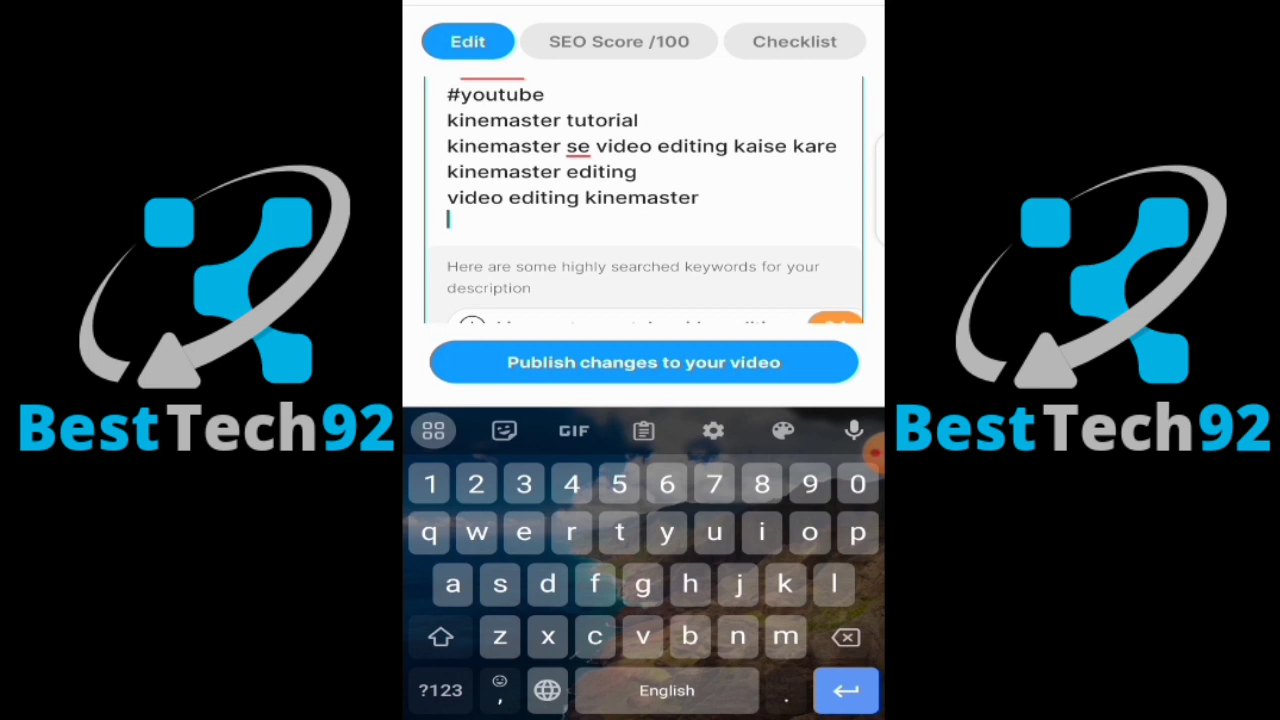 Edit
SEO Score /100
Checklist
#youtube
kinemaster tutorial
kinemaster se video editing kaise kare
kinemaster editing
video editing kinemaster
Here are some highly searched keywords for your
description
Publish changes to your video
BestTech92
BestTech92
GIF
1 2 3 4 5 6 7 8 9 0
q w e r t y u i o p
a s d f g h j k l
z x c v b n m
?123 , English .